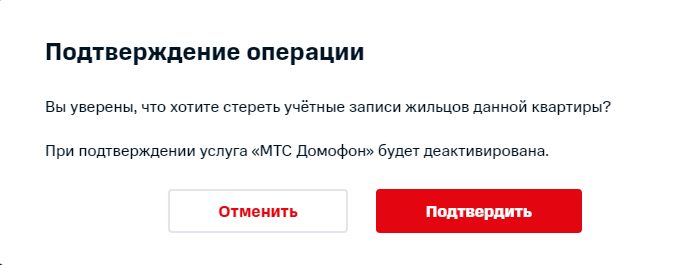 Подтверждение операции
Вы уверены, что хотите стереть учётные записи жильцов данной квартиры?
При подтверждении услуга «МТС Домофон» будет деактивирована.
Отменить
Подтвердить